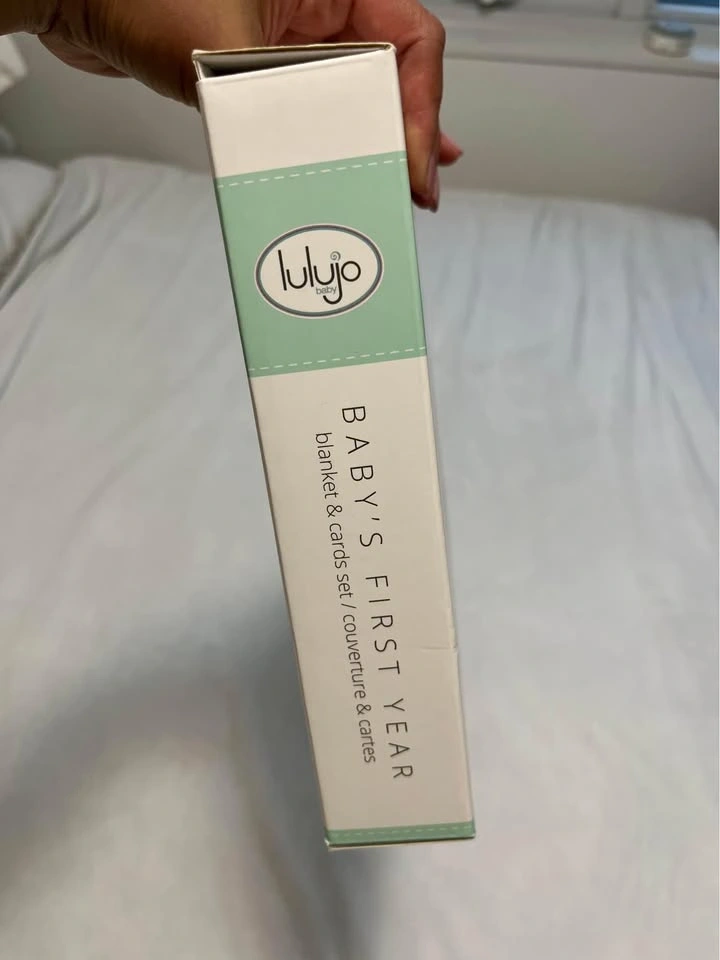 lulujo
baby
BABY'S FIRST YEAR
blanket & cards set / couverture & cartes